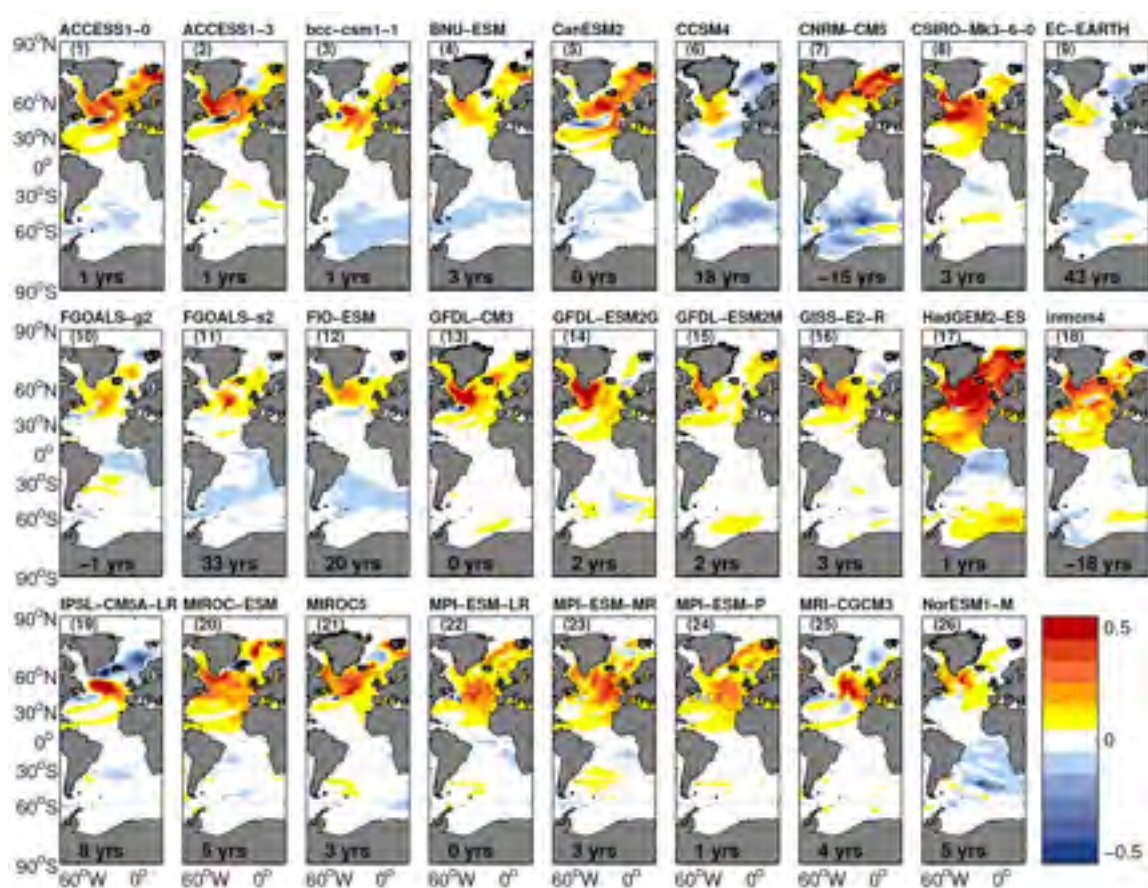 ACCESS1-0 ACCESS1-3 bcc-csm1-1 BNU-ESM CanESM2 CCSM4 CNRM-CM5 CSIRO-Mk3-6-0 EC-EARTH
90°N (1) (2) (3) (4) (5) (6) (7) (8) (9)
60°N
30°N
0°N
30°S
60°S
1 yrs 1 yrs 1 yrs 3 yrs 0 yrs 18 yrs -15 yrs 3 yrs 43 yrs
90°S
FGOALS-g2 FGOALS-s2 FIO-ESM GFDL-CM3 GFDL-ESM2G GFDL-ESM2M GISS-E2-R HadGEM2-ES inmcm4
90°N (10) (11) (12) (13) (14) (15) (16) (17) (18)
60°N
30°N
0°N
30°S
60°S
-1 yrs 33 yrs 20 yrs 0 yrs 2 yrs 2 yrs 3 yrs 1 yrs -18 yrs
90°S
IPSL-CM5A-LR MIROC-ESM MIROC5 MPI-ESM-LR MPI-ESM-MR MPI-ESM-P MRI-CGCM3 NorESM1-M
90°N (19) (20) (21) (22) (23) (24) (25) (26) 0.5
60°N
30°N
0°N 0
30°S
60°S
8 yrs 5 yrs 3 yrs 0 yrs 3 yrs 1 yrs 4 yrs 5 yrs -0.5
90°S
60°W 0°W 60°W 0°W 60°W 0°W 60°W 0°W 60°W 0°W 60°W 0°W 60°W 0°W 60°W 0°W